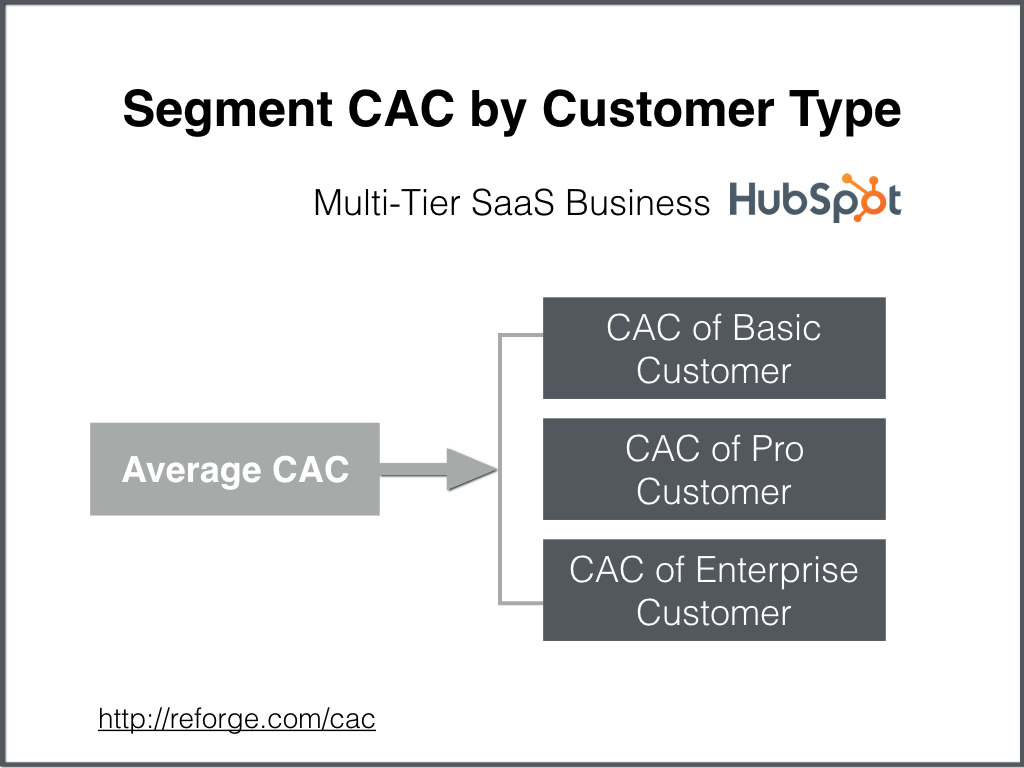 Segment CAC by Customer Type
Multi-Tier SaaS Business HubSpot
CAC of Basic
Customer
CAC of Pro
Customer
Average CAC
CAC of Enterprise
Customer
http://reforge.com/cac